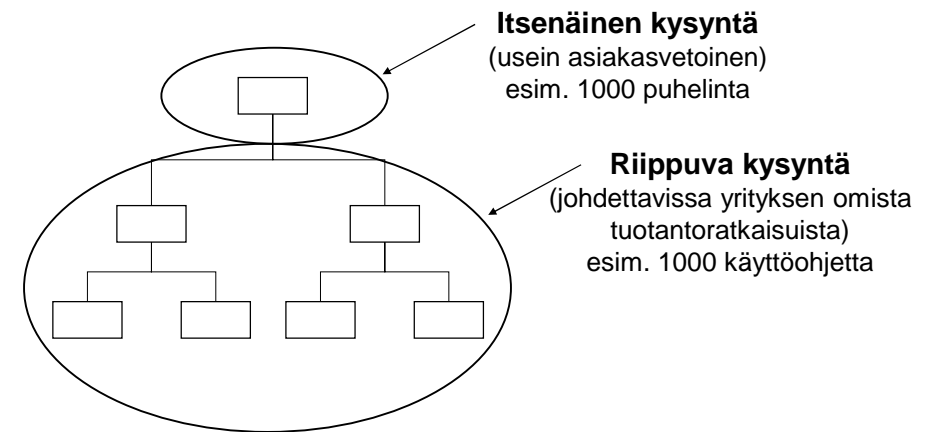 Itsenäinen kysyntä
(usein asiakasvetoinen)
esim. 1000 puhelinta
Riippuva kysyntä
(johdettavissa yrityksen omista
tuotantoratkaisuista)
esim. 1000 käyttöohjetta